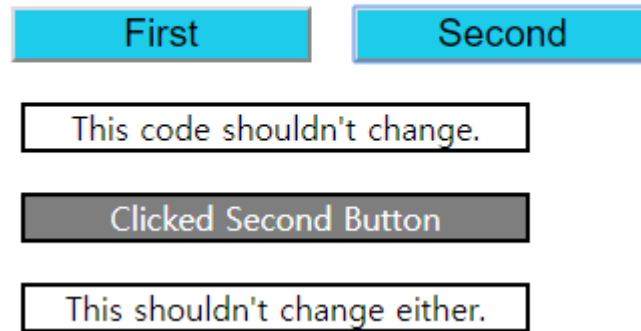 First Second
This code shouldn't change.
Clicked Second Button
This shouldn't change either.